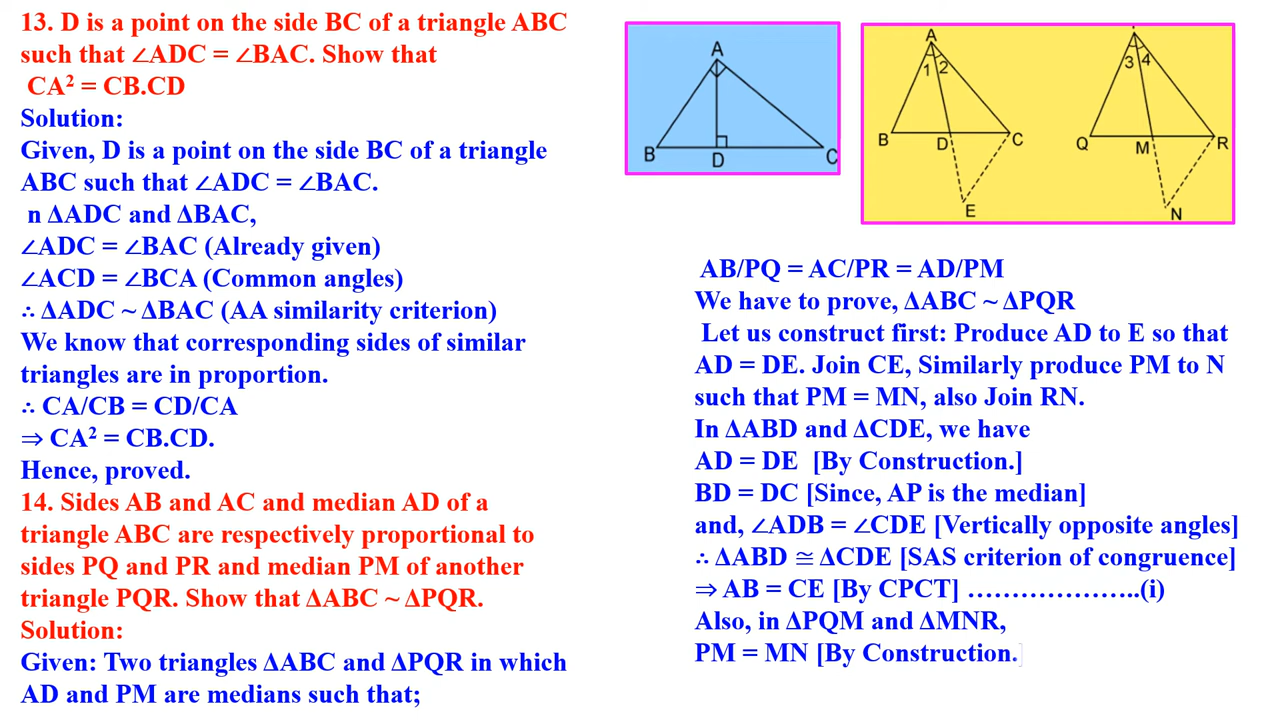 13. D is a point on the side BC of a triangle ABC
such that ∠ADC = ∠BAC. Show that
CA² = CB.CD
Solution:
Given, D is a point on the side BC of a triangle
ABC such that ∠ADC = ∠BAC.
n ΔADC and ΔBAC,
∠ADC = ∠BAC (Already given)
∠ACD = ∠BCA (Common angles)
∴ ΔADC ~ ΔBAC (AA similarity criterion)
We know that corresponding sides of similar
triangles are in proportion.
∴ CA/CB = CD/CA
⇒ CA² = CB.CD.
Hence, proved.
14. Sides AB and AC and median AD of a
triangle ABC are respectively proportional to
sides PQ and PR and median PM of another
triangle PQR. Show that ΔABC ~ ΔPQR.
Solution:
Given: Two triangles ΔABC and ΔPQR in which
AD and PM are medians such that;
A
B
D
C
A
1 2
B
D
C
E
3 4
Q
M
R
N
AB/PQ = AC/PR = AD/PM
We have to prove, ΔABC ~ ΔPQR
Let us construct first: Produce AD to E so that
AD = DE. Join CE, Similarly produce PM to N
such that PM = MN, also Join RN.
In ΔABD and ΔCDE, we have
AD = DE [By Construction.]
BD = DC [Since, AP is the median]
and, ∠ADB = ∠CDE [Vertically opposite angles]
∴ ΔABD ≅ ΔCDE [SAS criterion of congruence]
⇒ AB = CE [By CPCT] …………………..(i)
Also, in ΔPQM and ΔMNR,
PM = MN [By Construction.]